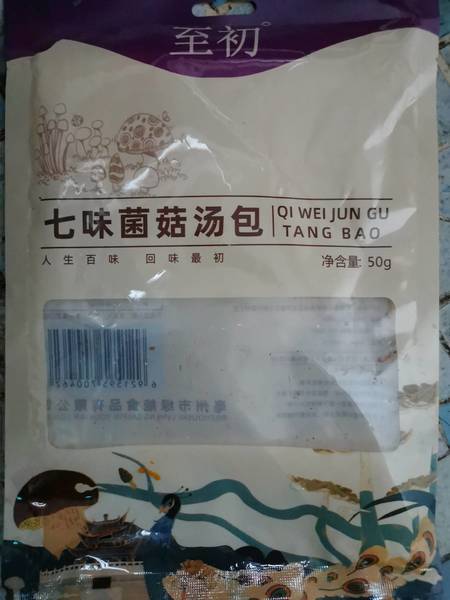 至初
七味菌菇汤包
QI WEI JUN GU
TANG BAO
人生百味 回味最初
净含量: 50g